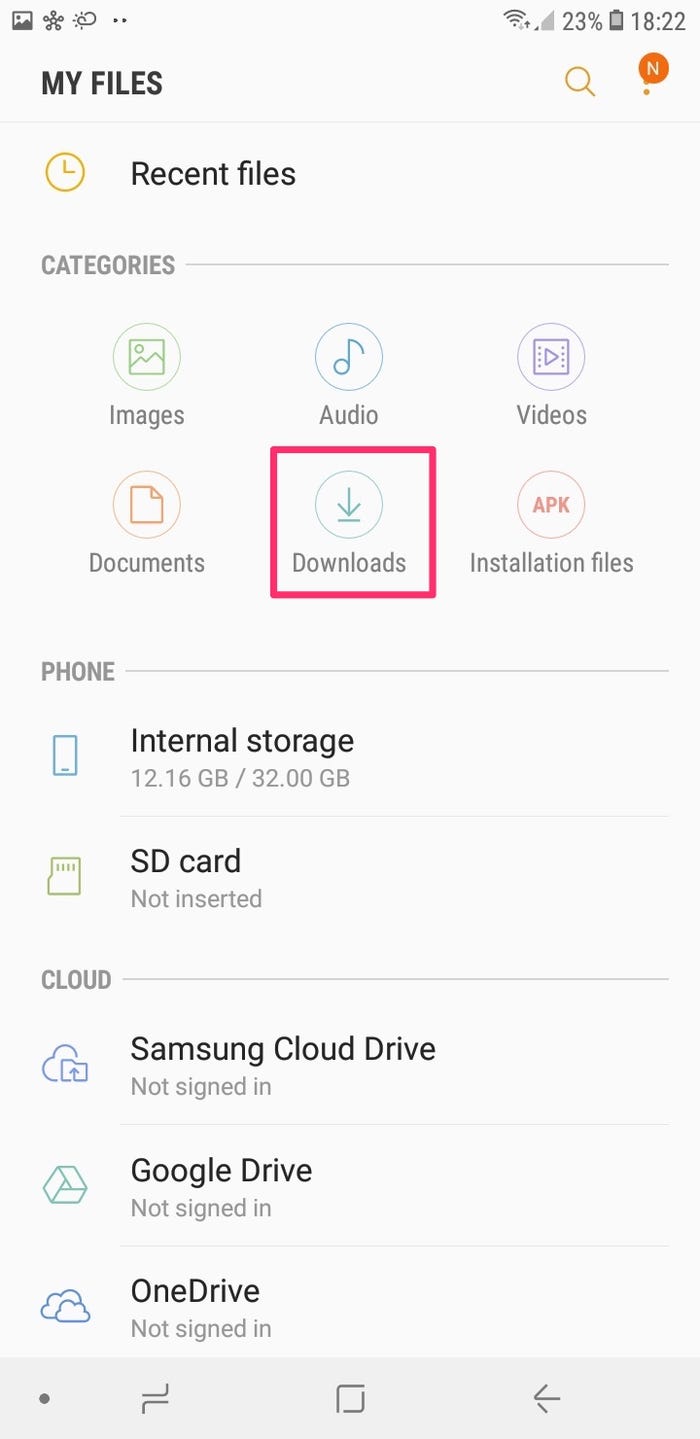 23% 18:22
MY FILES
N
Recent files
CATEGORIES
Images Audio Videos
APK
Documents Downloads Installation files
PHONE
Internal storage
12.16 GB / 32.00 GB
SD card
Not inserted
CLOUD
Samsung Cloud Drive
Not signed in
Google Drive
Not signed in
OneDrive
Not signed in